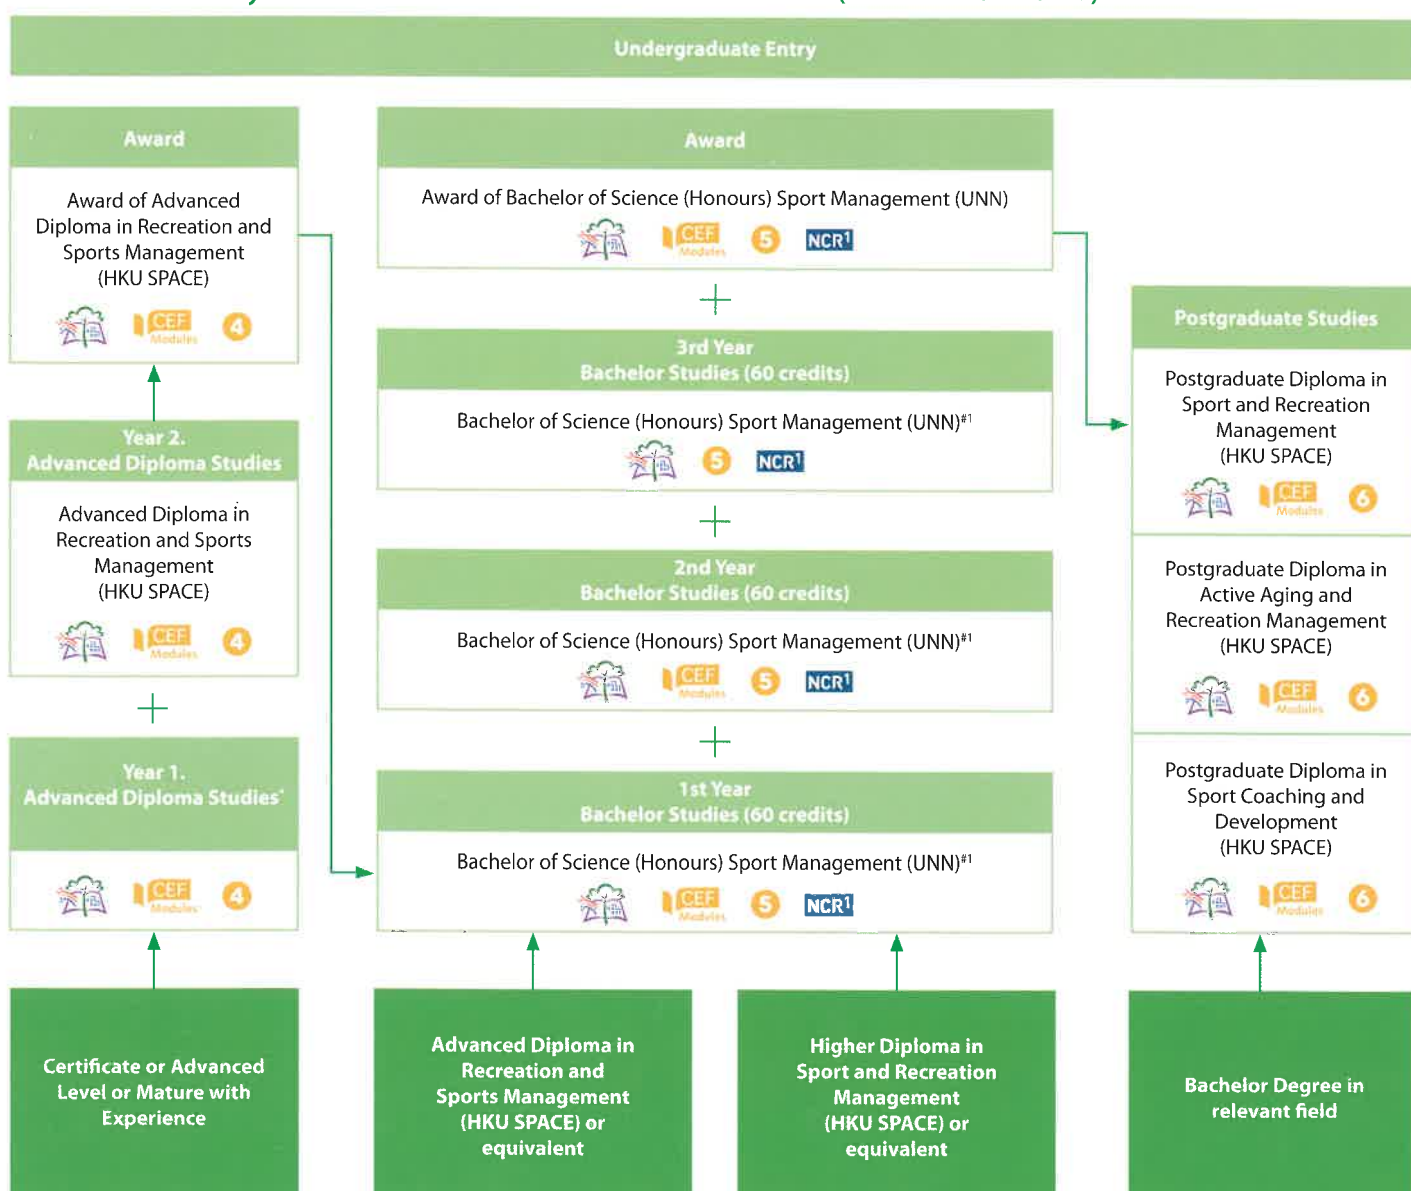 Undergraduate Entry
Award
Award of Advanced
Diploma in Recreation and
Sports Management
(HKU SPACE)
CEF
Modules
4
Year 2.
Advanced Diploma Studies
Advanced Diploma in
Recreation and Sports
Management
(HKU SPACE)
CEF
Modules
4
+
Year 1.
Advanced Diploma Studies*
CEF
Modules
4
Certificate or Advanced
Level or Mature with
Experience
Award
Award of Bachelor of Science (Honours) Sport Management (UNN)
CEF
Modules
5
NCR1
+
3rd Year
Bachelor Studies (60 credits)
Bachelor of Science (Honours) Sport Management (UNN)#1
5
NCR1
+
2nd Year
Bachelor Studies (60 credits)
Bachelor of Science (Honours) Sport Management (UNN)#1
CEF
Modules
5
NCR1
+
1st Year
Bachelor Studies (60 credits)
Bachelor of Science (Honours) Sport Management (UNN)#1
CEF
Modules
5
NCR1
Advanced Diploma in
Recreation and
Sports Management
(HKU SPACE) or
equivalent
Higher Diploma in
Sport and Recreation
Management
(HKU SPACE) or
equivalent
Postgraduate Studies
Postgraduate Diploma in
Sport and Recreation
Management
(HKU SPACE)
CEF
Modules
6
Postgraduate Diploma in
Active Aging and
Recreation Management
(HKU SPACE)
CEF
Modules
6
Postgraduate Diploma in
Sport Coaching and
Development
(HKU SPACE)
CEF
Modules
6
Bachelor Degree in
relevant field